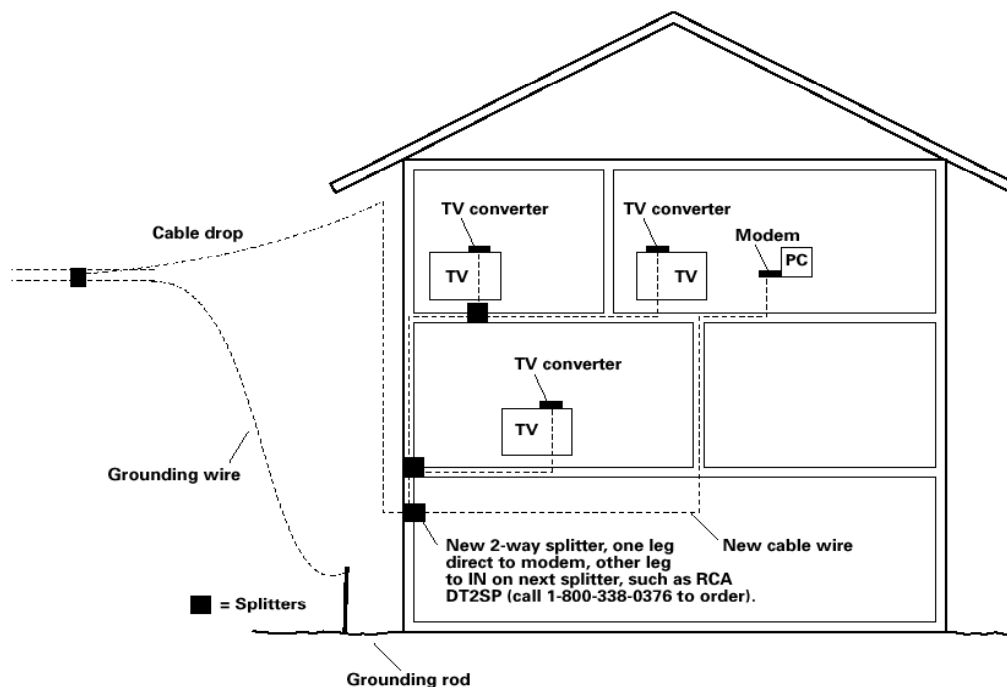 TV converter
TV converter
Modem
Cable drop
PC
TV
TV
TV converter
TV
Grounding wire
New 2-way splitter, one leg
direct to modem, other leg
to IN on next splitter, such as RCA
DT2SP (call 1-800-338-0376 to order).
New cable wire
= Splitters
Grounding rod